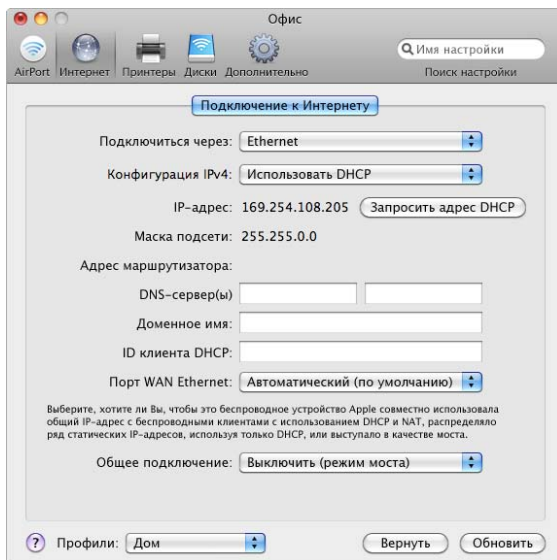 Офис
Имя настройки
AirPort Интернет Принтеры Диски Дополнительно Поиск настройки
Подключение к Интернету
Подключиться через: Ethernet
Конфигурация IPv4: Использовать DHCP
IP-адрес: 169.254.108.205 Запросить адрес DHCP
Маска подсети: 255.255.0.0
Адрес маршрутизатора:
DNS-сервер(ы)
Доменное имя:
ID клиента DHCP:
Порт WAN Ethernet: Автоматический (по умолчанию)
Выберите, хотите ли Вы, чтобы это беспроводное устройство Apple совместно использовала
общий IP-адрес с беспроводными клиентами с использованием DHCP и NAT, распределяло
ряд статических IP-адресов, используя только DHCP, или выступало в качестве моста.
Общее подключение: Выключить (режим моста)
? Профили: Дом Вернуть Обновить